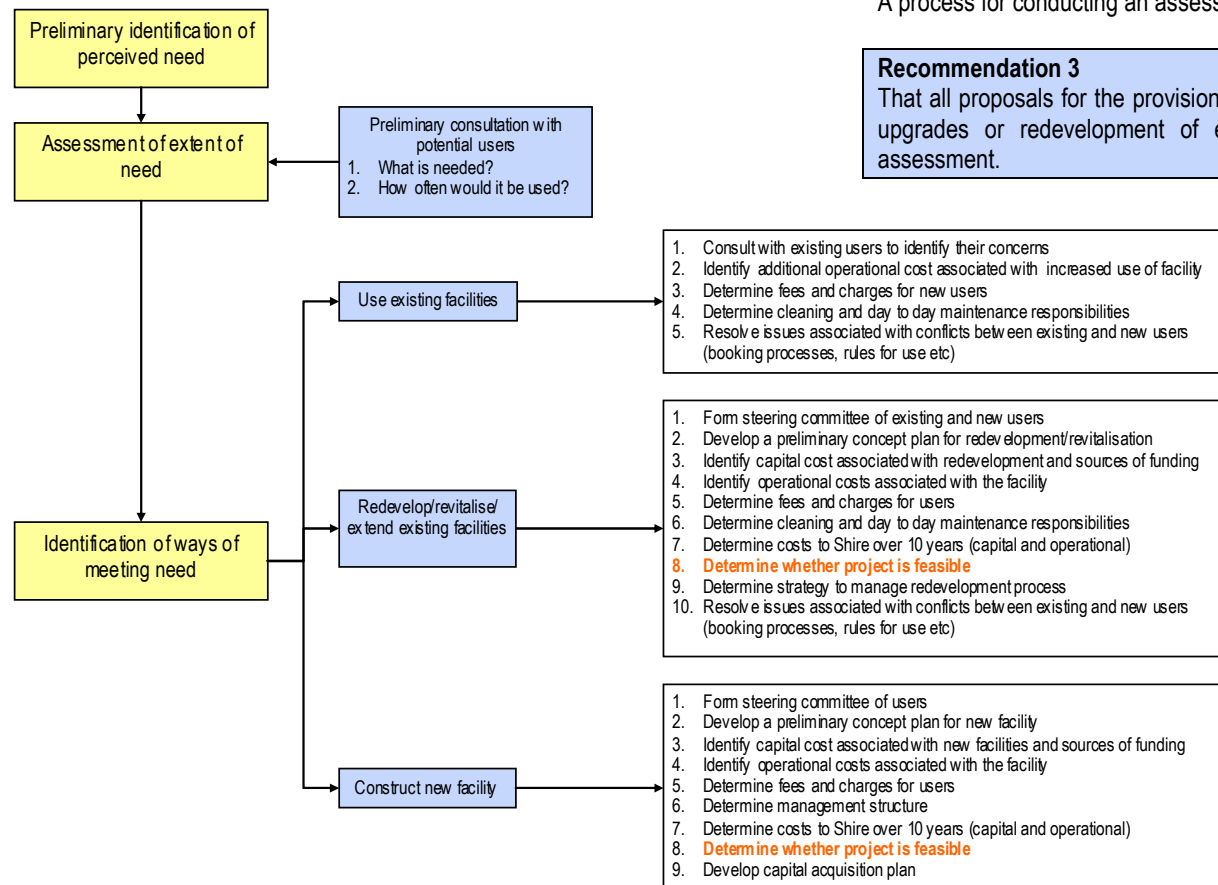 A process for conducting an assess
Preliminary identification of
perceived need
Recommendation 3
That all proposals for the provision
upgrades or redevelopment of e
assessment.
Assessment of extent of
need
Preliminary consultation with
potential users
1. What is needed?
2. How often would it be used?
Use existing facilities
1. Consult with existing users to identify their concerns
2. Identify additional operational cost associated with increased use of facility
3. Determine fees and charges for new users
4. Determine cleaning and day to day maintenance responsibilities
5. Resolve issues associated with conflicts between existing and new users
(booking processes, rules for use etc)
Identification of ways of
meeting need
Redevelop/revitalise/
extend existing facilities
1. Form steering committee of existing and new users
2. Develop a preliminary concept plan for redevelopment/revitalisation
3. Identify capital cost associated with redevelopment and sources of funding
4. Identify operational costs associated with the facility
5. Determine fees and charges for users
6. Determine cleaning and day to day maintenance responsibilities
7. Determine costs to Shire over 10 years (capital and operational)
8. Determine whether project is feasible
9. Determine strategy to manage redevelopment process
10. Resolve issues associated with conflicts between existing and new users
(booking processes, rules for use etc)
Construct new facility
1. Form steering committee of users
2. Develop a preliminary concept plan for new facility
3. Identify capital cost associated with new facilities and sources of funding
4. Identify operational costs associated with the facility
5. Determine fees and charges for users
6. Determine management structure
7. Determine costs to Shire over 10 years (capital and operational)
8. Determine whether project is feasible
9. Develop capital acquisition plan